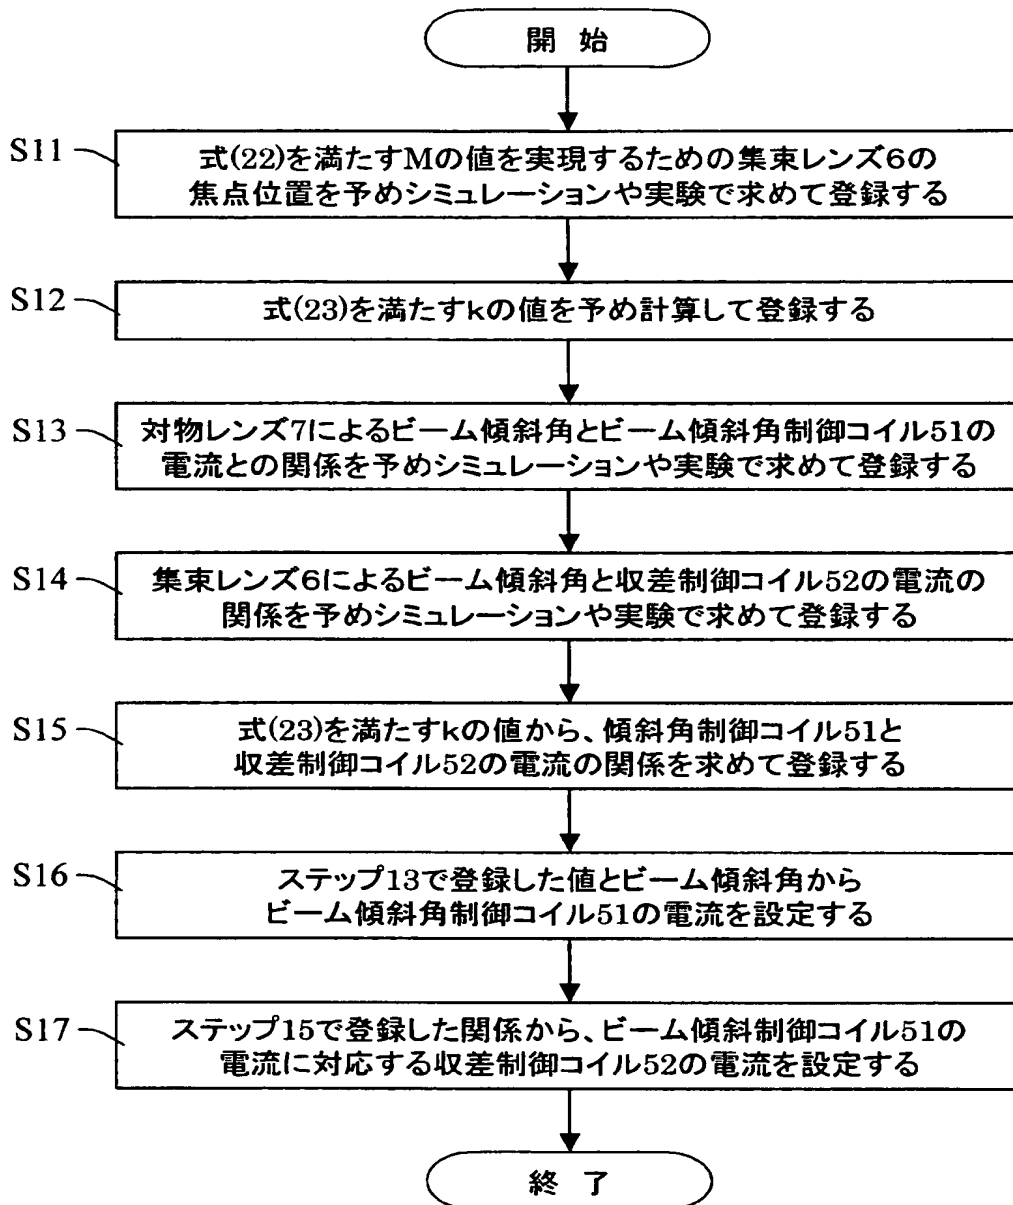 開 始
S11
式(22)を満たすMの値を実現するための集束レンズ6の
焦点位置を予めシミュレーションや実験で求めて登録する
S12
式(23)を満たすkの値を予め計算して登録する
S13
対物レンズ7によるビーム傾斜角とビーム傾斜角制御コイル51の
電流との関係を予めシミュレーションや実験で求めて登録する
S14
集束レンズ6によるビーム傾斜角と収差制御コイル52の電流の
関係を予めシミュレーションや実験で求めて登録する
S15
式(23)を満たすkの値から、傾斜角制御コイル51と
収差制御コイル52の電流の関係を求めて登録する
S16
ステップ13で登録した値とビーム傾斜角から
ビーム傾斜角制御コイル51の電流を設定する
S17
ステップ15で登録した関係から、ビーム傾斜制御コイル51の
電流に対応する収差制御コイル52の電流を設定する
終 了